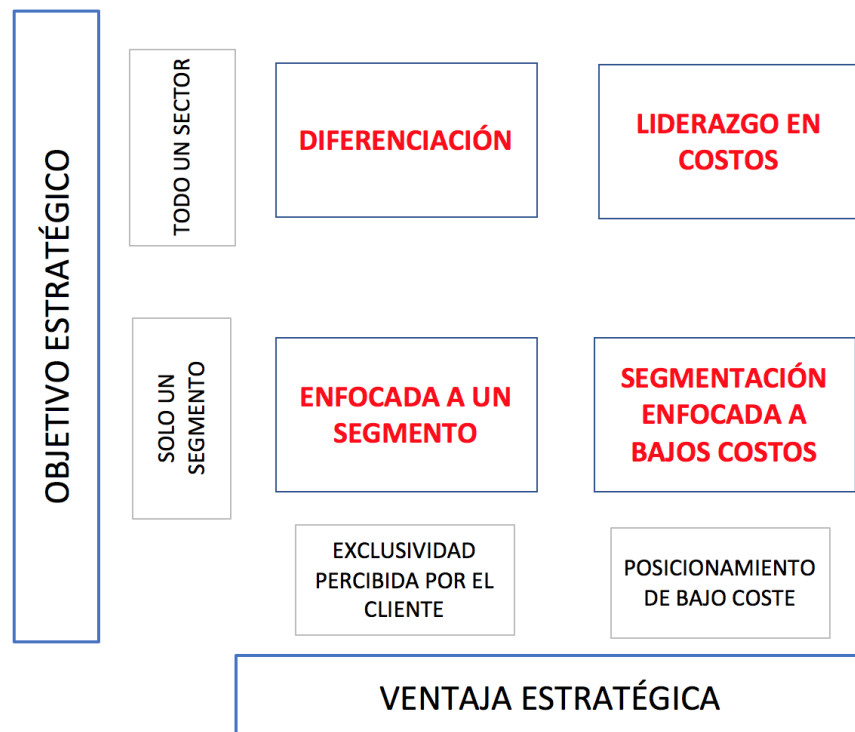 OBJETIVO ESTRATÉGICO
TODO UN SECTOR
DIFERENCIACIÓN
LIDERAZGO EN
COSTOS
SOLO UN
SEGMENTO
ENFOCADA A UN
SEGMENTO
SEGMENTACIÓN
ENFOCADA A
BAJOS COSTOS
EXCLUSIVIDAD
PERCIBIDA POR EL
CLIENTE
POSICIONAMIENTO
DE BAJO COSTE
VENTAJA ESTRATÉGICA